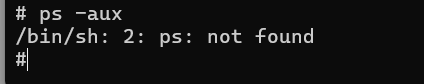 # ps -aux
/bin/sh: 2: ps: not found
#